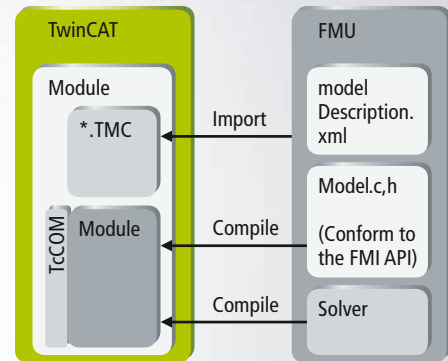 TwinCAT
Module
*.TMC
TcCOM
Module
Import
Compile
Compile
FMU
model
Description.
xml
Model.c,h
(Conform to
the FMI API)
Solver